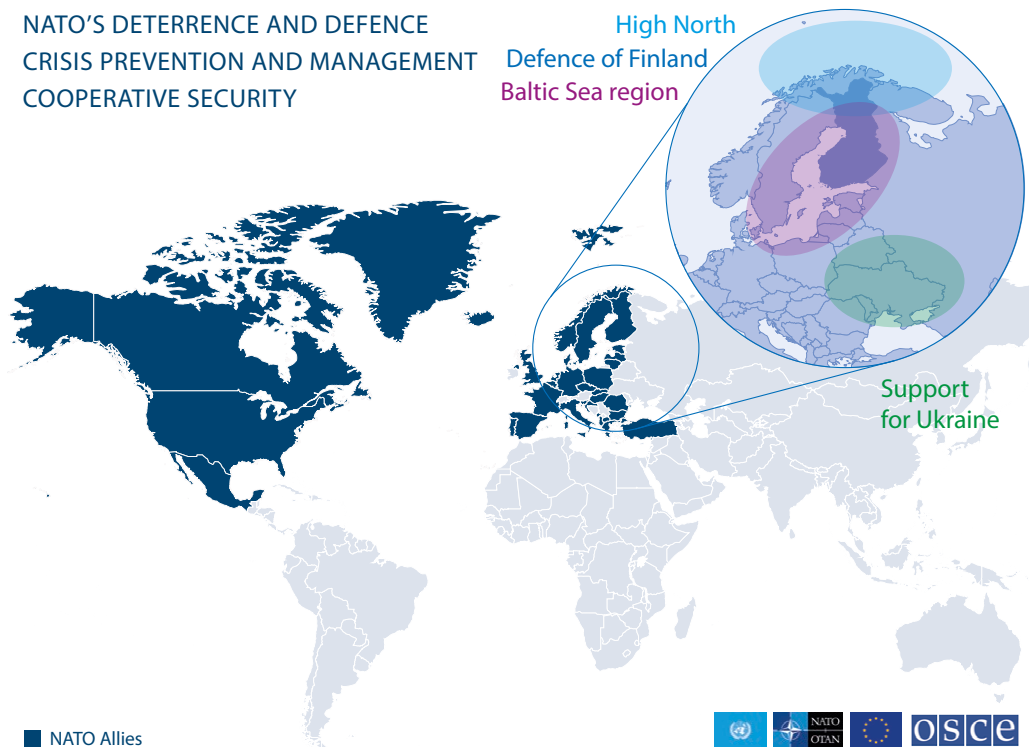 NATO'S DETERRENCE AND DEFENCE
CRISIS PREVENTION AND MANAGEMENT
COOPERATIVE SECURITY
High North
Defence of Finland
Baltic Sea region
Support
for Ukraine
NATO Allies
NATO
OTAN
OSCE